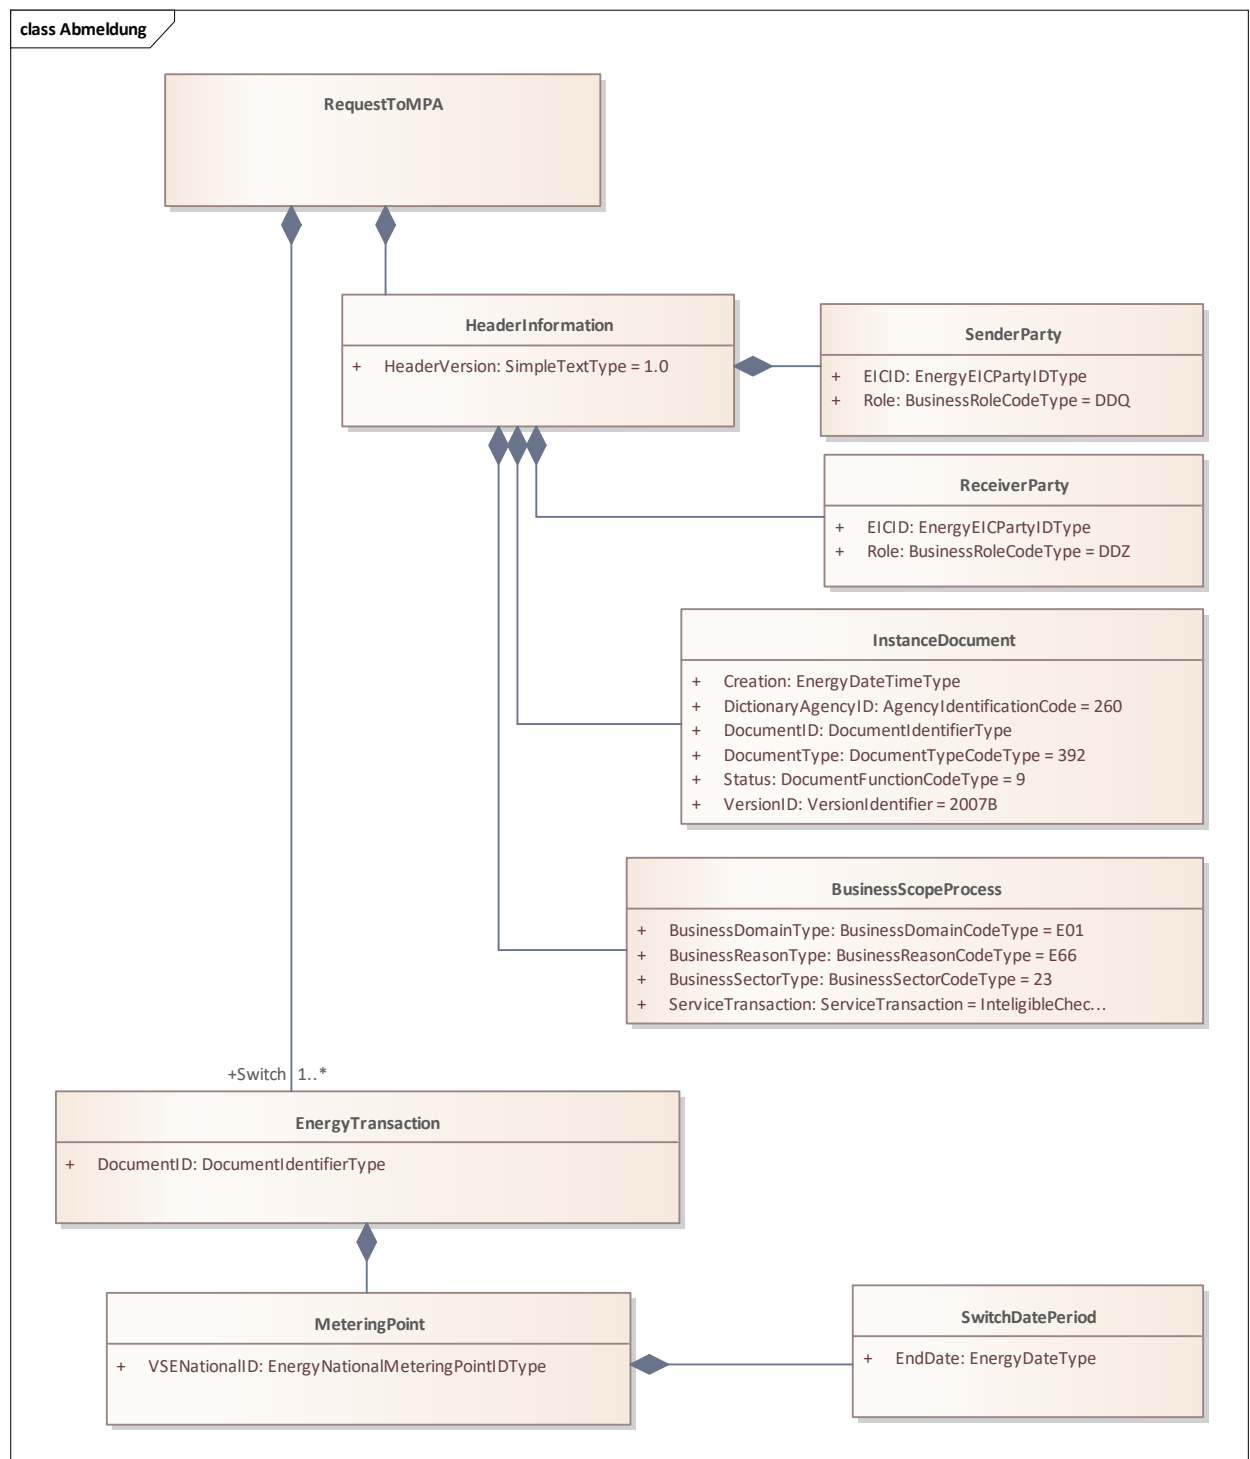 class Abmeldung
RequestToMPA
HeaderInformation
+ HeaderVersion: SimpleTextType = 1.0
SenderParty
+ EICID: EnergyEICPartyIDType
+ Role: BusinessRoleCodeType = DDQ
ReceiverParty
+ EICID: EnergyEICPartyIDType
+ Role: BusinessRoleCodeType = DDZ
InstanceDocument
+ Creation: EnergyDateTimeType
+ DictionaryAgencyID: AgencyIdentificationCode = 260
+ DocumentID: DocumentIdentifierType
+ DocumentType: DocumentTypeCodeType = 392
+ Status: DocumentFunctionCodeType = 9
+ VersionID: VersionIdentifier = 2007B
BusinessScopeProcess
+ BusinessDomainType: BusinessDomainCodeType = E01
+ BusinessReasonType: BusinessReasonCodeType = E66
+ BusinessSectorType: BusinessSectorCodeType = 23
+ ServiceTransaction: ServiceTransaction = InteligibleChec...
+Switch 1..*
EnergyTransaction
+ DocumentID: DocumentIdentifierType
MeteringPoint
+ VSENationalID: EnergyNationalMeteringPointIDType
SwitchDatePeriod
+ EndDate: EnergyDateType